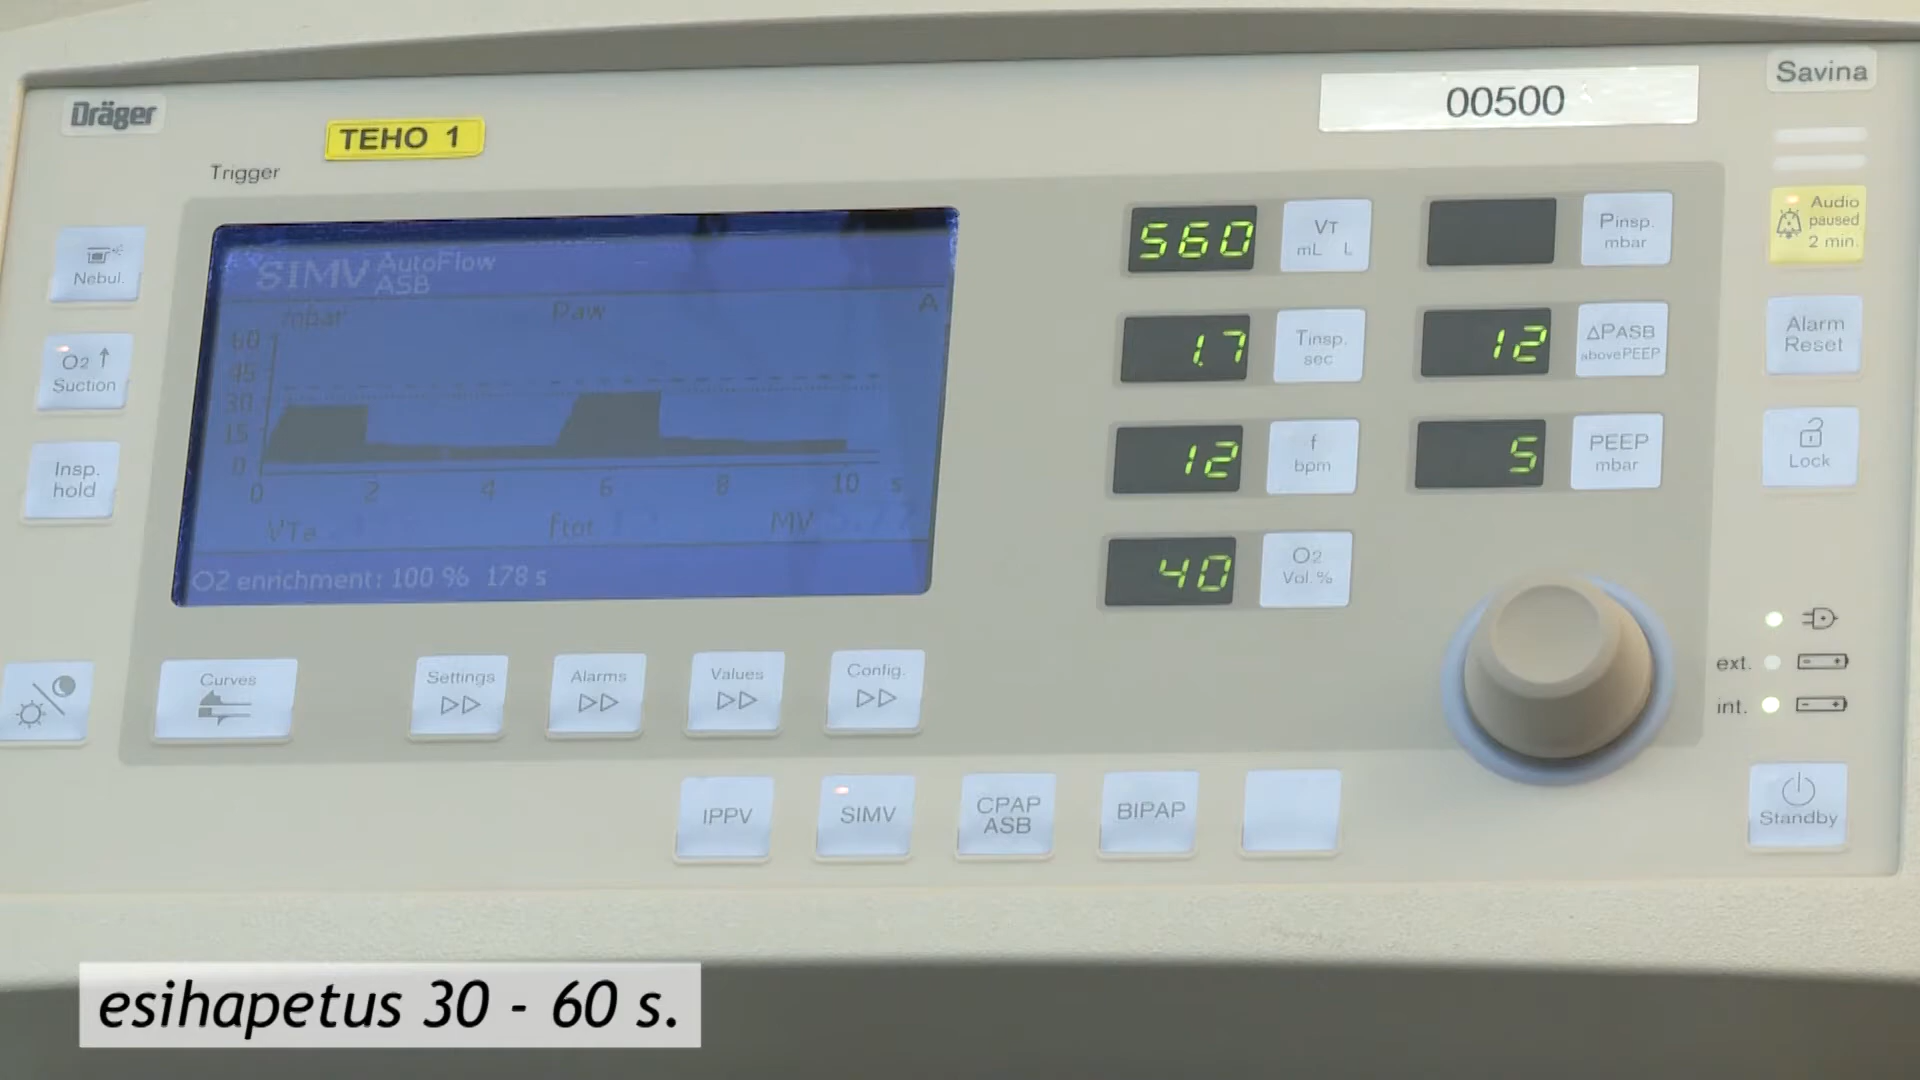 Dräger
TEHO 1
00500
Savina
Trigger
Nebul.
O2 ↑
Suction
Insp.
hold
SIMV AutoFlow
ASB
mbar
Paw
A
60
45
30
15
0
0 2 4 6 8 10 s
VTe
ftot
MV
O2 enrichment: 100 % 178 s
560
VT
mL L
1.7
Tinsp.
sec
12
f
bpm
40
O2
Vol.%
Pinsp.
mbar
12
ΔPASB
above PEEP
5
PEEP
mbar
Audio
paused
2 min.
Alarm
Reset
Lock
ext.
int.
Standby
Curves
Settings
Alarms
Values
Config.
IPPV
SIMV
CPAP
ASB
BIPAP
esihapetus 30 - 60 s.